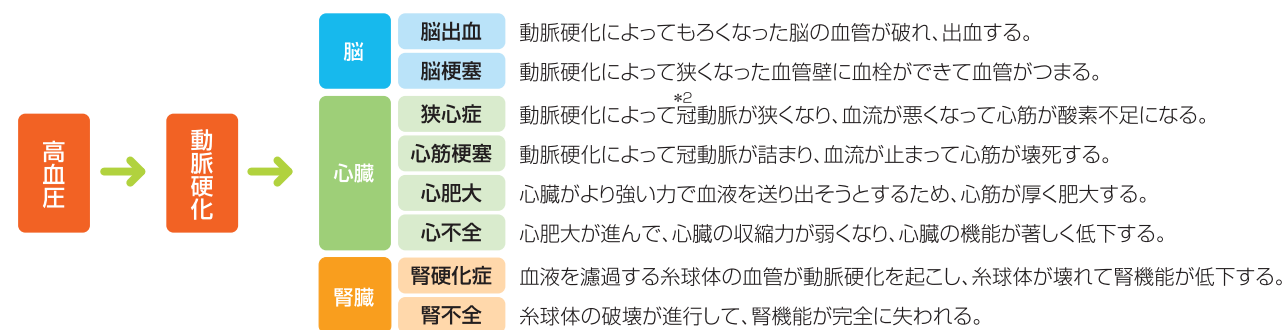 高血圧
動脈硬化
脳
脳出血 動脈硬化によってもろくなった脳の血管が破れ、出血する。
脳梗塞 動脈硬化によって狭くなった血管壁に血栓ができて血管がつまる。
心臓
*2
狭心症 動脈硬化によって冠動脈が狭くなり、血流が悪くなって心筋が酸素不足になる。
心筋梗塞 動脈硬化によって冠動脈が詰まり、血流が止まって心筋が壊死する。
心肥大 心臓がより強い力で血液を送り出そうとするため、心筋が厚く肥大する。
心不全 心肥大が進んで、心臓の収縮力が弱くなり、心臓の機能が著しく低下する。
腎臓
腎硬化症 血液を濾過する糸球体の血管が動脈硬化を起こし、糸球体が壊れて腎機能が低下する。
腎不全 糸球体の破壊が進行して、腎機能が完全に失われる。